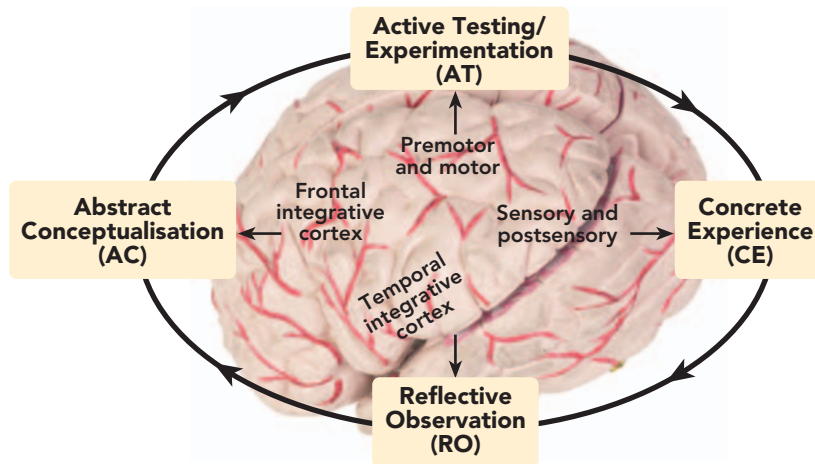 Active Testing/
Experimentation
(AT)
Premotor
and motor
Abstract
Conceptualisation
(AC)
Frontal
integrative
cortex
Sensory and
postsensory
Concrete
Experience
(CE)
Temporal
integrative
cortex
Reflective
Observation
(RO)